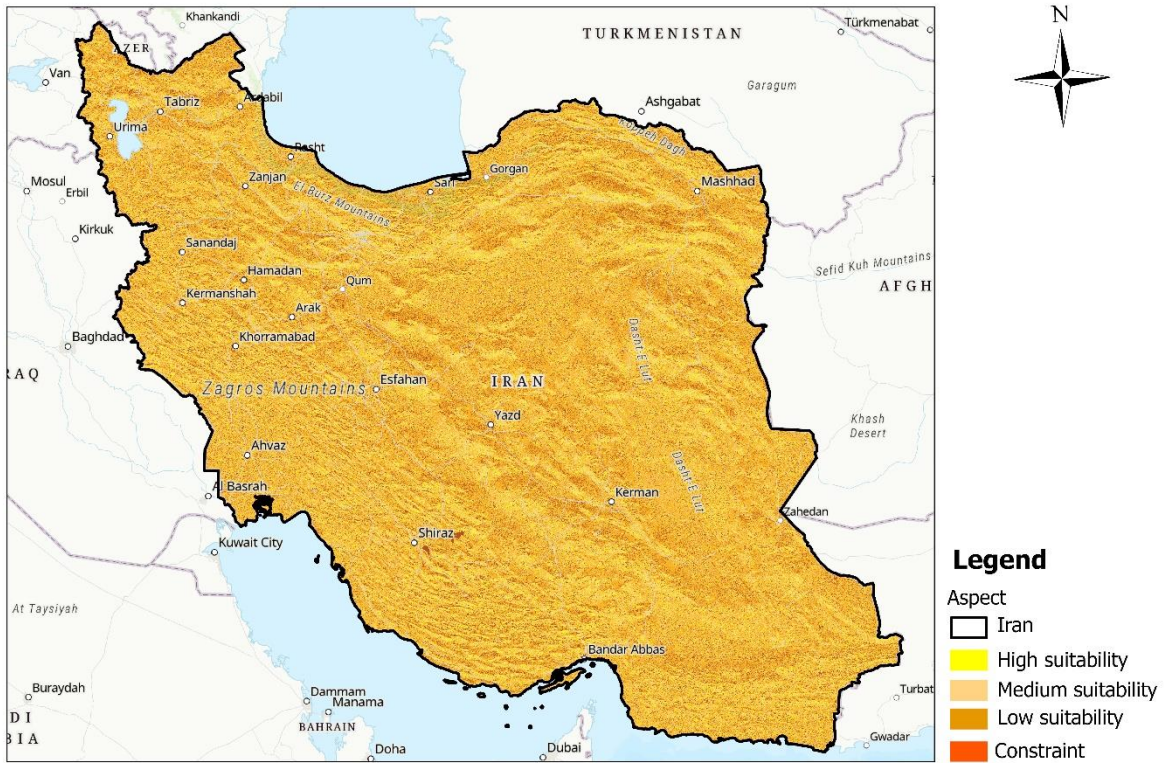 Khankandi
Türkmenabat
N
AZER
TURKMENISTAN
Van
Garagum
Tabriz
Ardabil
Ashgabat
Urima
Koppeh Dagh
Rasht
Gorgan
Mosul
Zanjan
Sari
Mashhad
Erbil
El Burz Mountains
Kirkuk
Sanandaj
Sefid Kuh Mountains
Hamadan
Qum
AFGH
Kermanshah
Arak
Baghdad
Khorramabad
Dasht-E Lut
RAQ
Zagros Mountains
Esfahan
IRAN
Yazd
Khash
Desert
Ahvaz
Dasht-E Lut
Al Basrah
Kerman
Zahedan
Shiraz
Kuwait City
Legend
Aspect
At Taysiyah
Iran
Bandar Abbas
High suitability
Buraydah
Medium suitability
Dammam
Turbat
Manama
Low suitability
DI
BIA
BAHRAIN
Gwadar
Doha
Dubai
Constraint